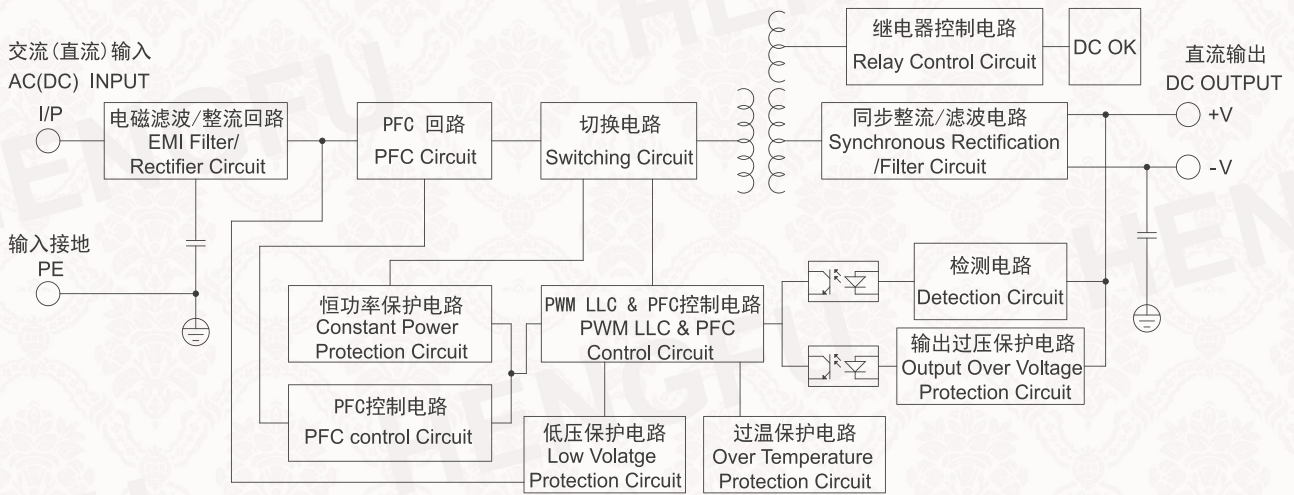 交流(直流)输入
AC(DC) INPUT
I/P
电磁滤波/整流回路
EMI Filter/
Rectifier Circuit
PFC 回路
PFC Circuit
切换电路
Switching Circuit
继电器控制电路
Relay Control Circuit
DC OK
同步整流/滤波电路
Synchronous Rectification
/Filter Circuit
直流输出
DC OUTPUT
+V
-V
输入接地
PE
恒功率保护电路
Constant Power
Protection Circuit
PWM LLC & PFC控制电路
PWM LLC & PFC
Control Circuit
检测电路
Detection Circuit
输出过压保护电路
Output Over Voltage
Protection Circuit
PFC控制电路
PFC control Circuit
低压保护电路
Low Volatge
Protection Circuit
过温保护电路
Over Temperature
Protection Circuit
HENGFU
HENGFU
HENGFU